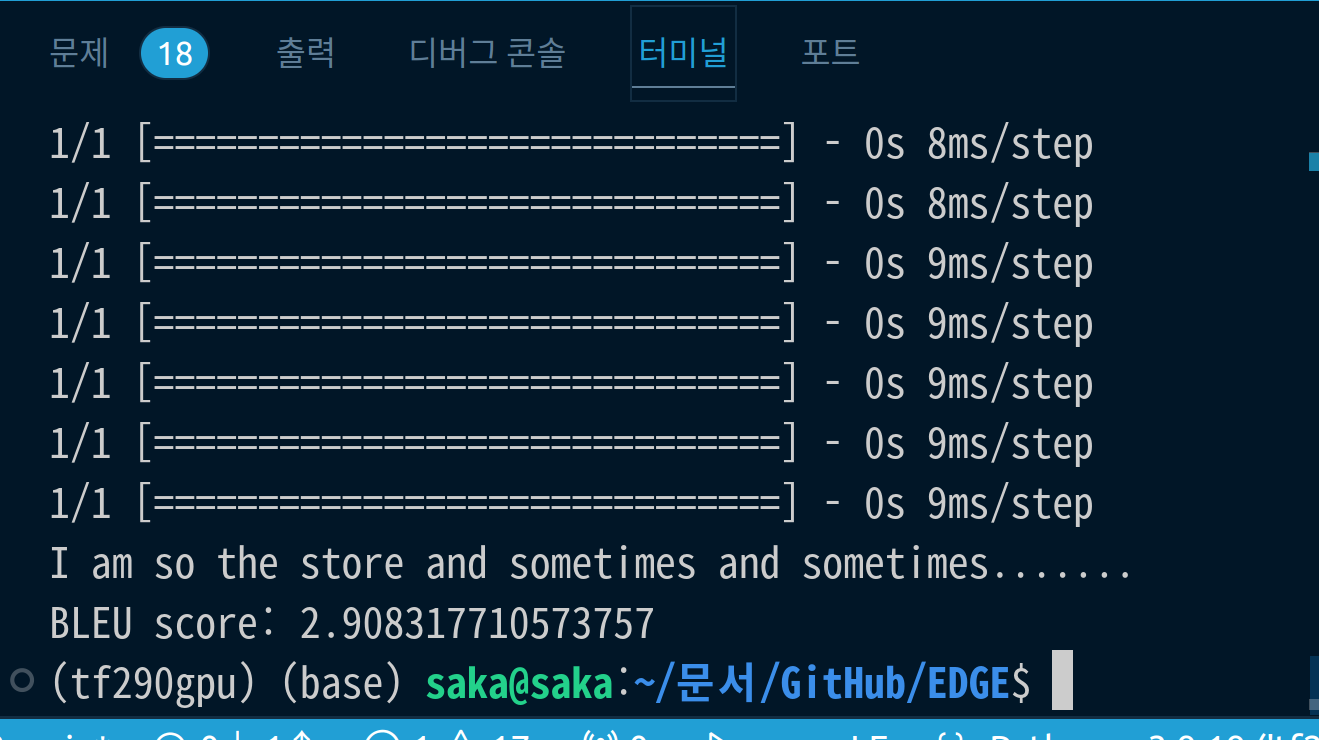 문제 18 출력 디버그 콘솔 터미널 포트
1/1 [==============================] - 0s 8ms/step
1/1 [==============================] - 0s 8ms/step
1/1 [==============================] - 0s 9ms/step
1/1 [==============================] - 0s 9ms/step
1/1 [==============================] - 0s 9ms/step
1/1 [==============================] - 0s 9ms/step
1/1 [==============================] - 0s 9ms/step
I am so the store and sometimes and sometimes.......
BLEU score: 2.908317710573757
(tf290gpu) (base) saka@saka:~/문서/GitHub/EDGE$